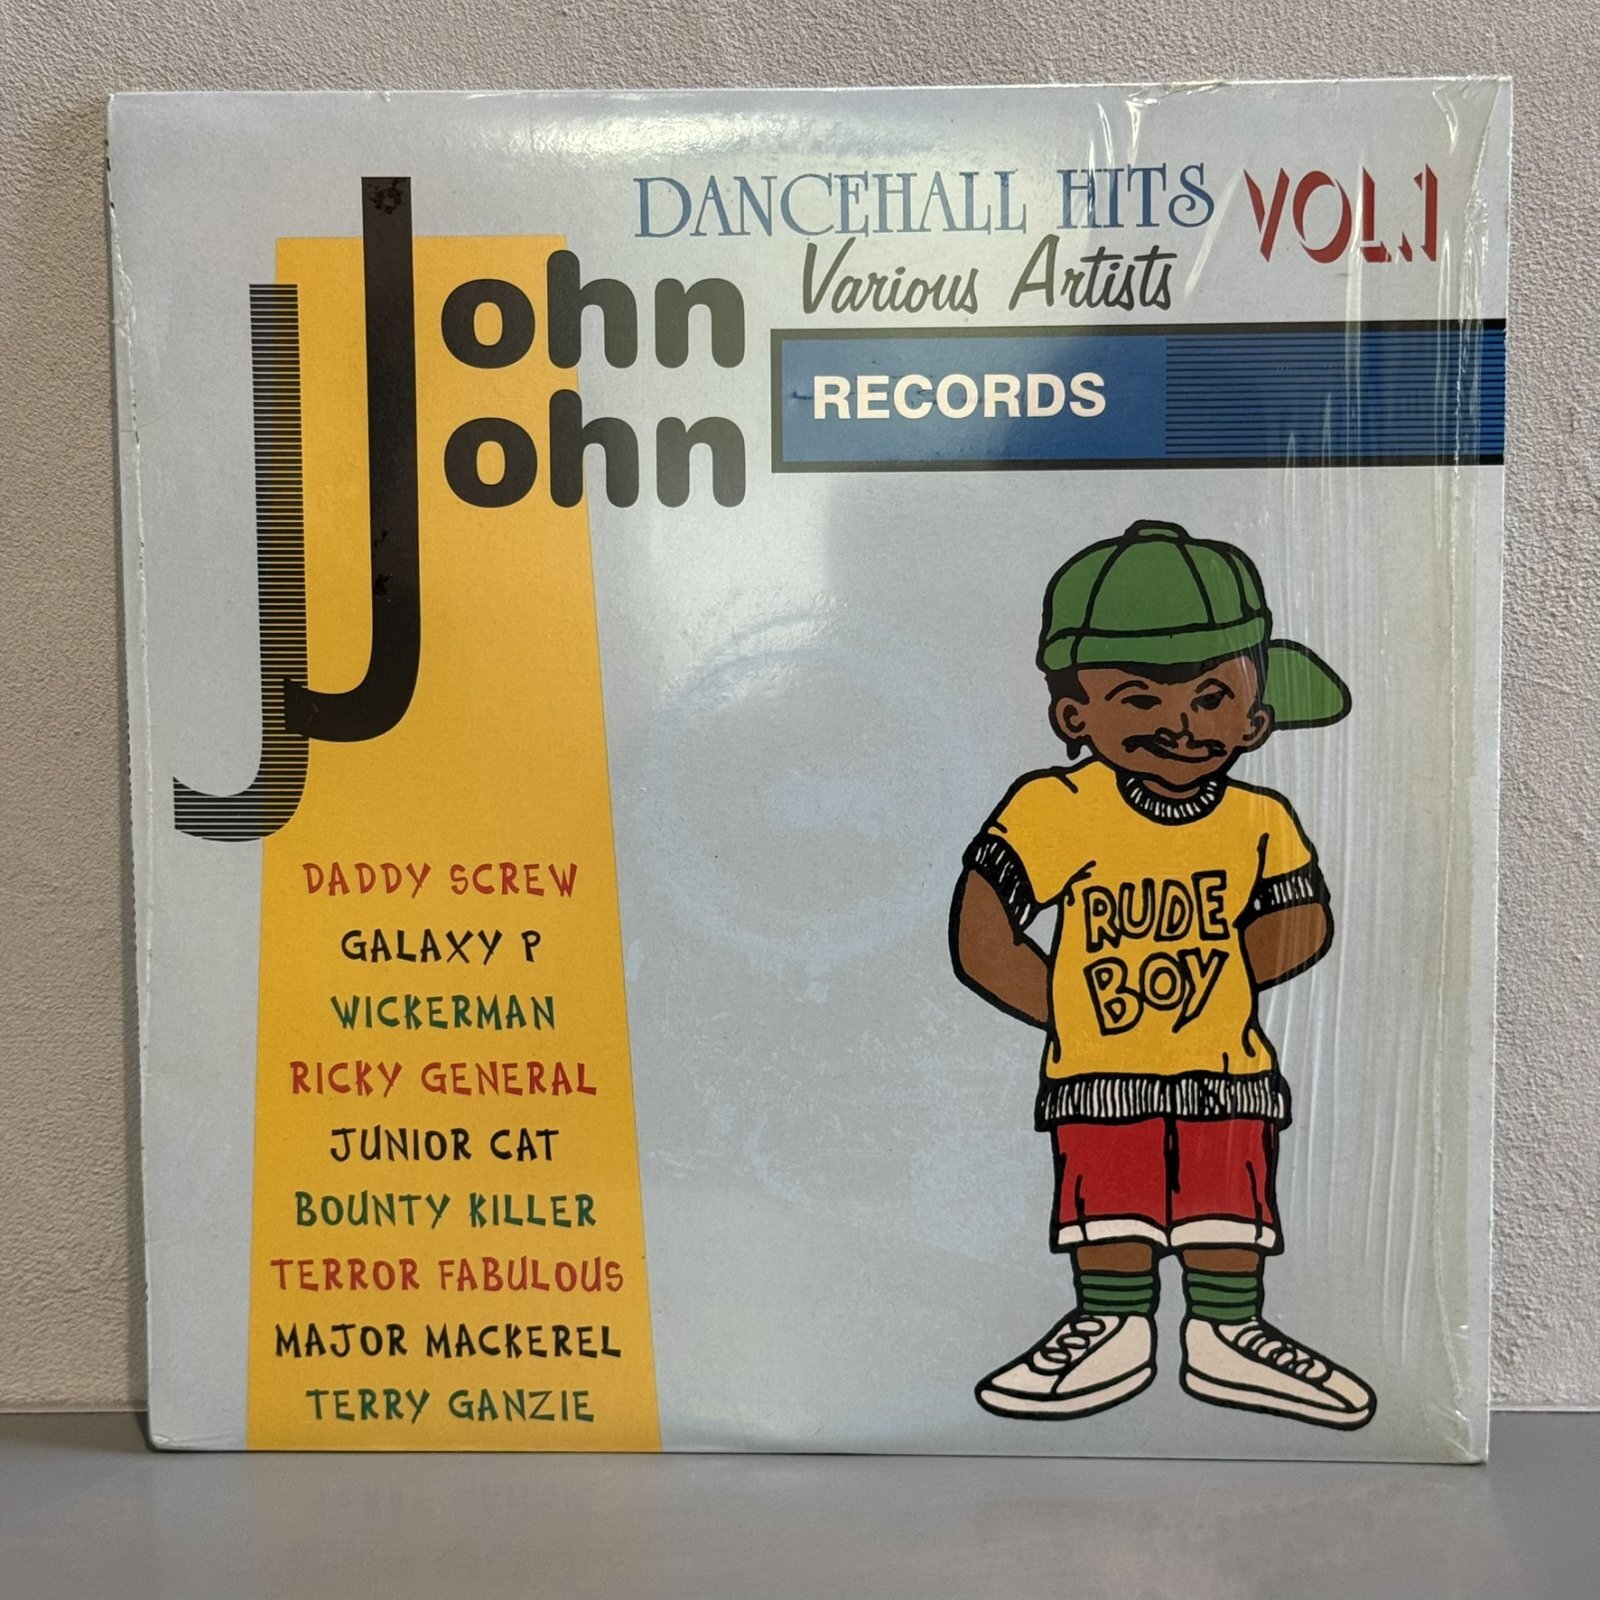 DANCEHALL HITS VOL.1
Various Artists
John
John
RECORDS
RUDE
BOY
DADDY SCREW
GALAXY P
WICKERMAN
RICKY GENERAL
JUNIOR CAT
BOUNTY KILLER
TERROR FABULOUS
MAJOR MACKEREL
TERRY GANZIE